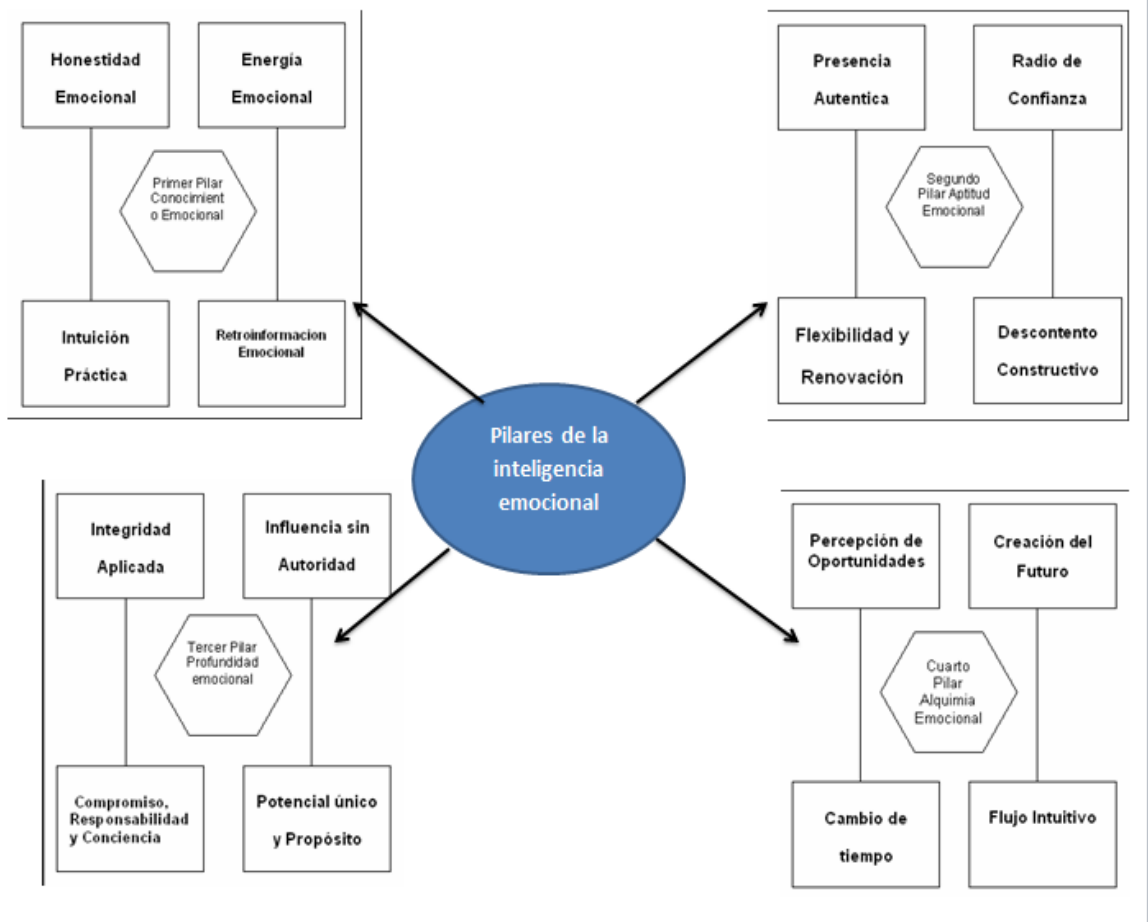 Honestidad
Emocional
Energía
Emocional
Primer Pilar
Conocimient
o Emocional
Intuición
Práctica
Retroinformacion
Emocional
Presencia
Autentica
Radio de
Confianza
Segundo
Pilar Aptitud
Emocional
Flexibilidad y
Renovación
Descontento
Constructivo
Pilares de la
inteligencia
emocional
Integridad
Aplicada
Influencia sin
Autoridad
Tercer Pilar
Profundidad
emocional
Compromiso,
Responsabilidad
y Conciencia
Potencial único
y Propósito
Percepción de
Oportunidades
Creación del
Futuro
Cuarto
Pilar
Alquimia
Emocional
Cambio de
tiempo
Flujo Intuitivo